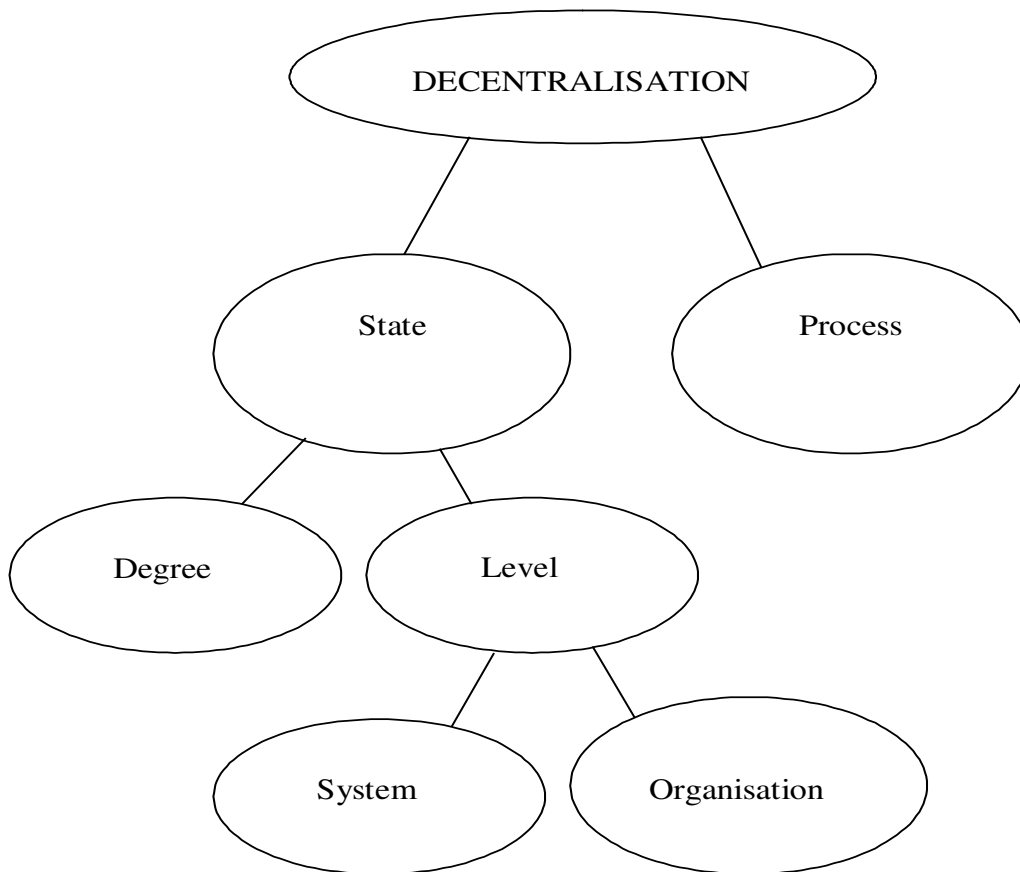 DECENTRALISATION
State
Process
Degree
Level
System
Organisation